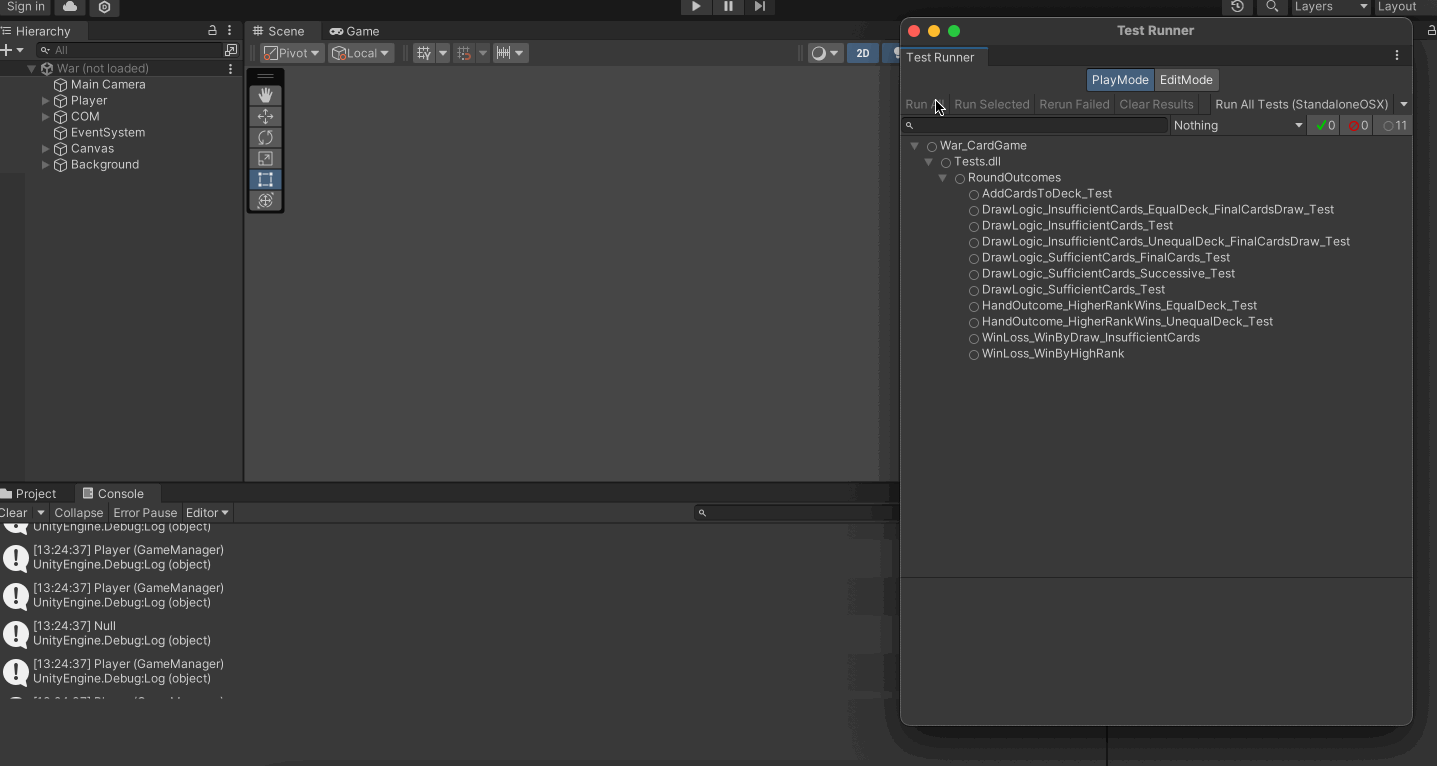 Sign in
Layers
Layout
Hierarchy
All
War (not loaded)
Main Camera
Player
COM
EventSystem
Canvas
Background
Scene
Game
Pivot
Local
2D
Test Runner
Test Runner
PlayMode
EditMode
Run
Run Selected
Rerun Failed
Clear Results
Run All Tests (StandaloneOSX)
Nothing
0
0
11
War_CardGame
Tests.dll
RoundOutcomes
AddCardsToDeck_Test
DrawLogic_InsufficientCards_EqualDeck_FinalCardsDraw_Test
DrawLogic_InsufficientCards_Test
DrawLogic_InsufficientCards_UnequalDeck_FinalCardsDraw_Test
DrawLogic_SufficientCards_FinalCards_Test
DrawLogic_SufficientCards_Successive_Test
DrawLogic_SufficientCards_Test
HandOutcome_HigherRankWins_EqualDeck_Test
HandOutcome_HigherRankWins_UnequalDeck_Test
WinLoss_WinByDraw_InsufficientCards
WinLoss_WinByHighRank
Project
Console
Clear
Collapse
Error Pause
Editor
UnityEngine.Debug:Log (object)
[13:24:37] Player (GameManager)
UnityEngine.Debug:Log (object)
[13:24:37] Player (GameManager)
UnityEngine.Debug:Log (object)
[13:24:37] Null
UnityEngine.Debug:Log (object)
[13:24:37] Player (GameManager)
UnityEngine.Debug:Log (object)